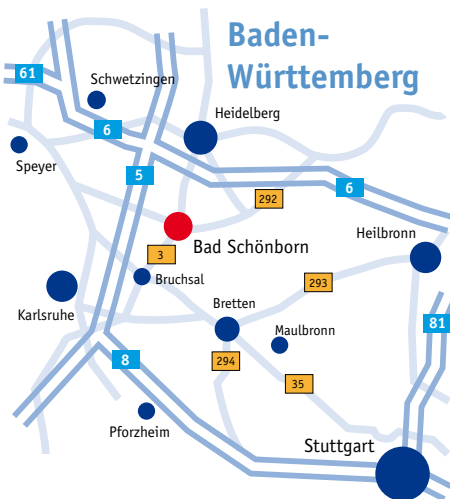 Baden-
Württemberg
61
Schwetzingen
Heidelberg
6
Speyer
5
6
292
Bad Schönborn
Heilbronn
3
Bruchsal
293
Karlsruhe
Bretten
81
Maulbronn
8
294
35
Pforzheim
Stuttgart